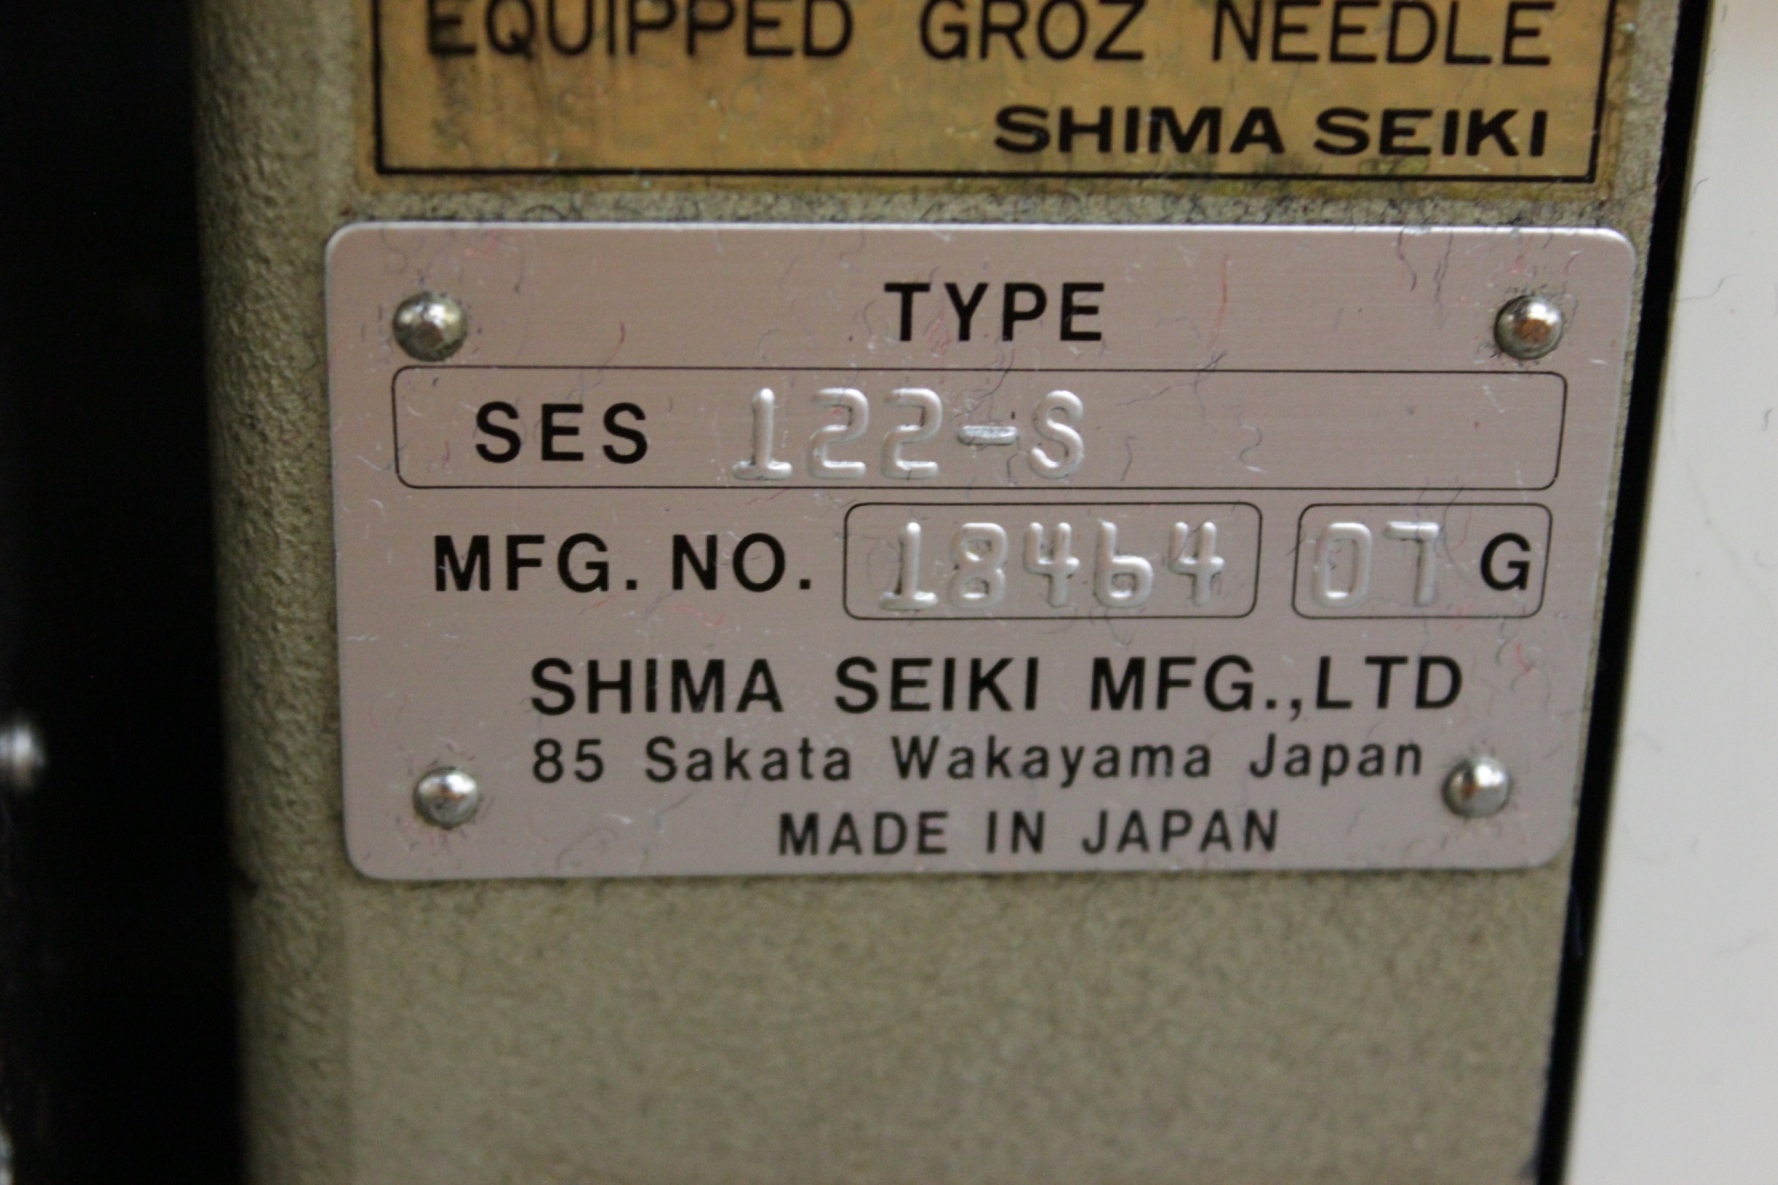 EQUIPPED GROZ NEEDLE
SHIMA SEIKI
TYPE
SES 122-S
MFG. NO. 18464 07 G
SHIMA SEIKI MFG.,LTD
85 Sakata Wakayama Japan
MADE IN JAPAN